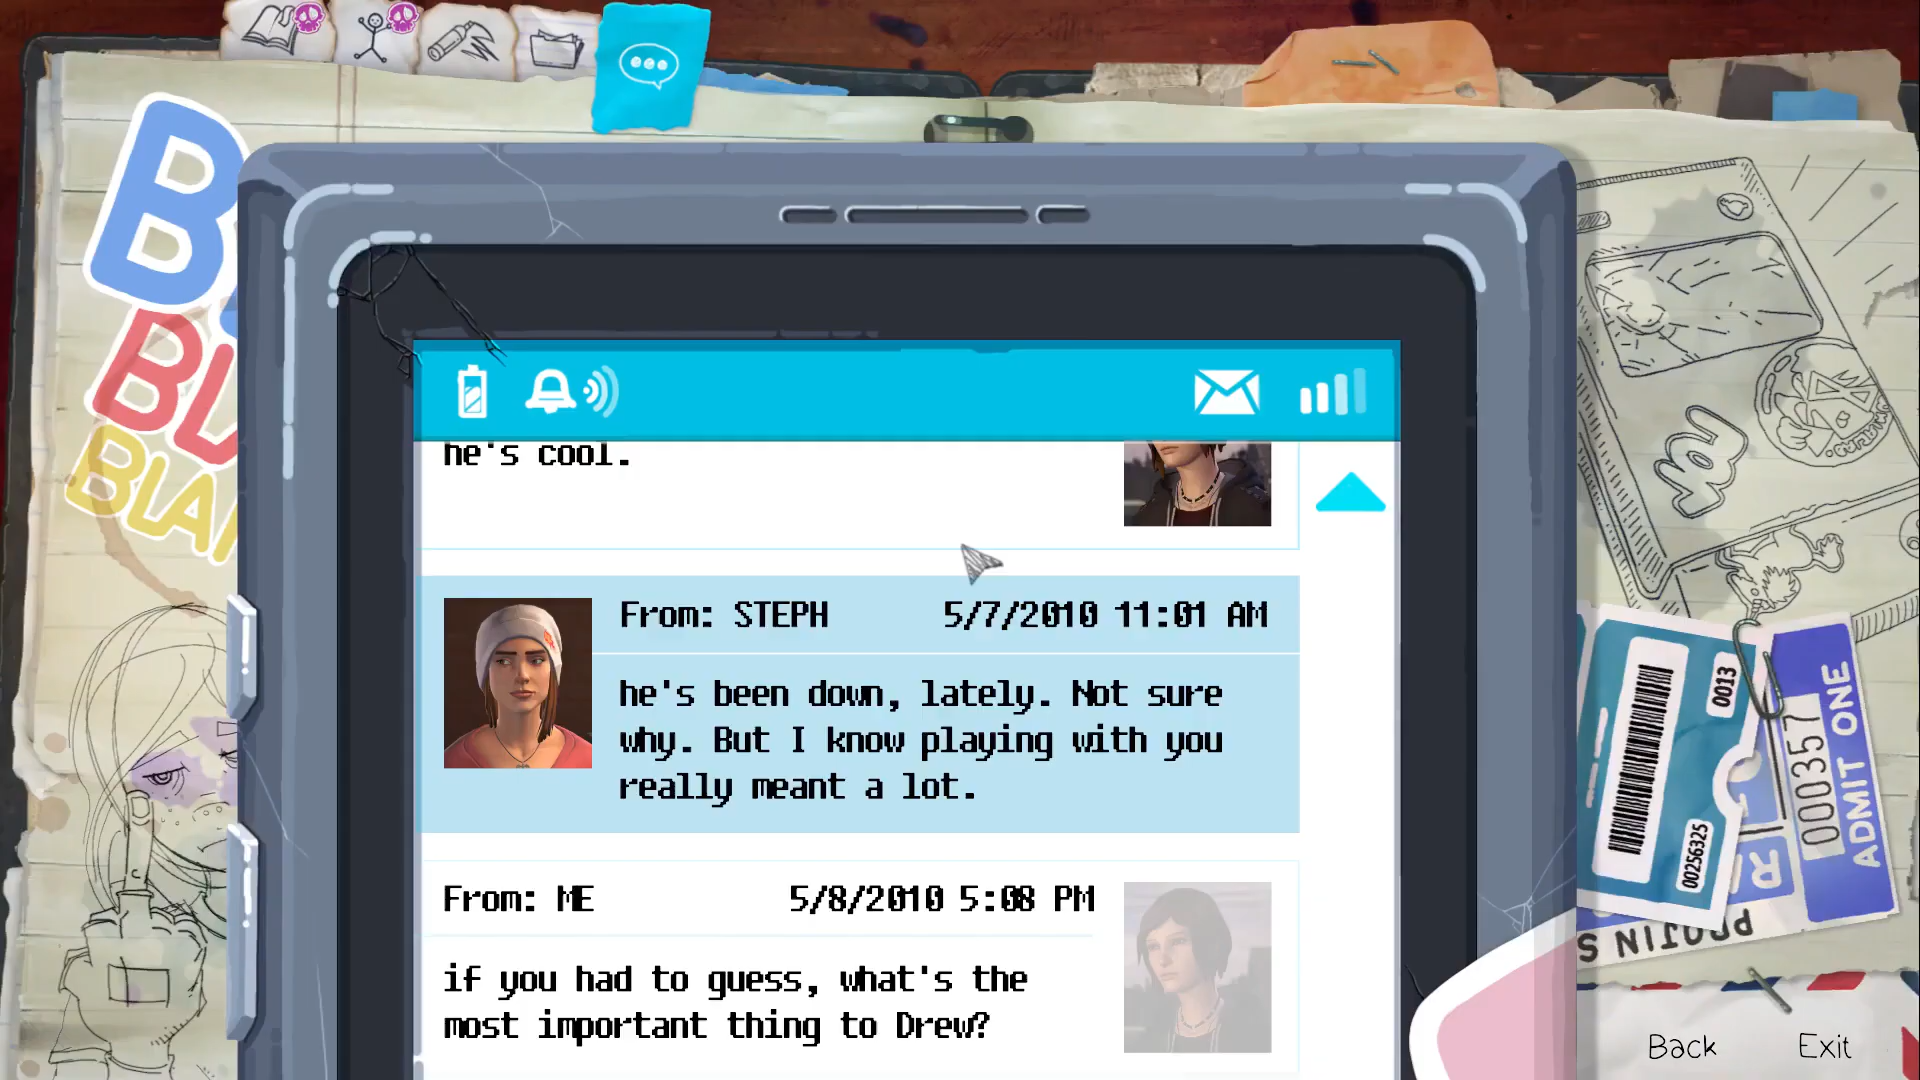 he's cool.
From: STEPH 5/7/2010 11:01 AM
he's been down, lately. Not sure
why. But I know playing with you
really meant a lot.
From: ME 5/8/2010 5:08 PM
if you had to guess, what's the
most important thing to Drew?
0013
00256325
000357
ADMIT ONE
Back
Exit